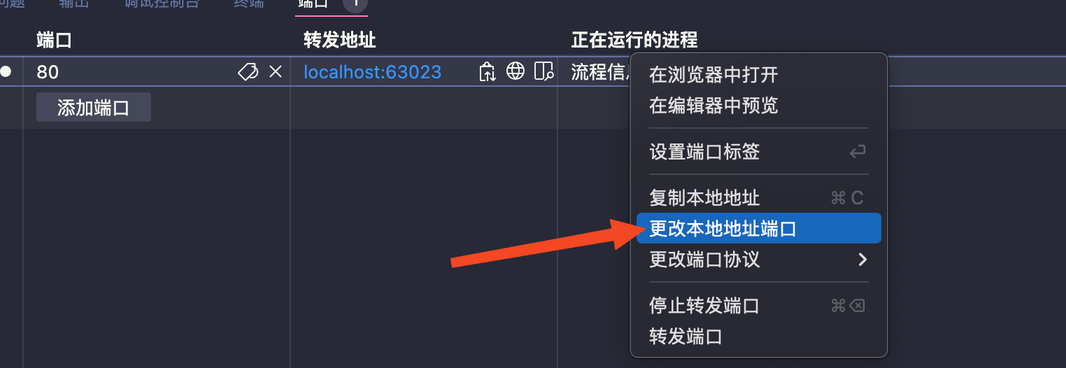 问题 输出 调试控制台 终端 端口 1
端口 转发地址 正在运行的进程
80 localhost:63023 流程信息
添加端口
在浏览器中打开
在编辑器中预览
设置端口标签
复制本地地址 ⌘ C
更改本地地址端口
更改端口协议
停止转发端口 ⌘⌫
转发端口